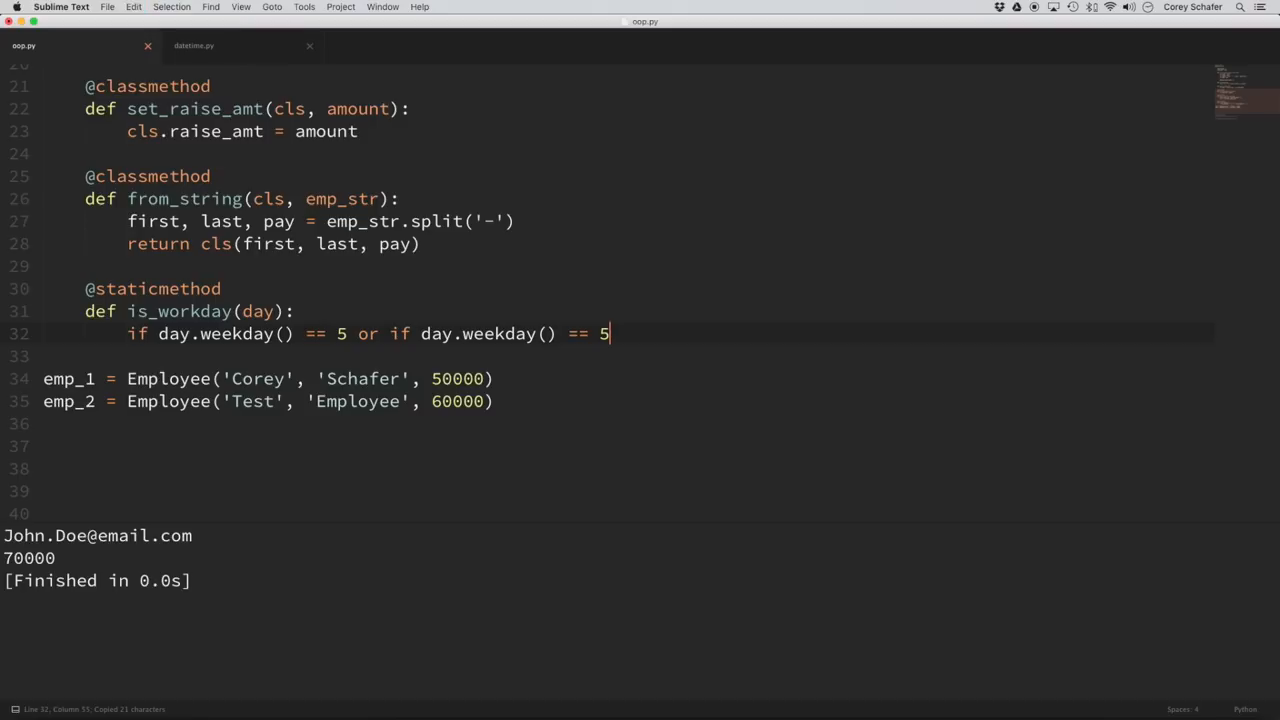 Sublime Text File Edit Selection Find View Goto Tools Project Window Help Corey Schafer
oop.py
oop.py datetime.py
20
21 @classmethod
22 def set_raise_amt(cls, amount):
23 cls.raise_amt = amount
24
25 @classmethod
26 def from_string(cls, emp_str):
27 first, last, pay = emp_str.split('-')
28 return cls(first, last, pay)
29
30 @staticmethod
31 def is_workday(day):
32 if day.weekday() == 5 or if day.weekday() == 5
33
34 emp_1 = Employee('Corey', 'Schafer', 50000)
35 emp_2 = Employee('Test', 'Employee', 60000)
36
37
38
39
40
John.Doe@email.com
70000
[Finished in 0.0s]
Line 32, Column 55; Copied 21 characters Spaces: 4 Python